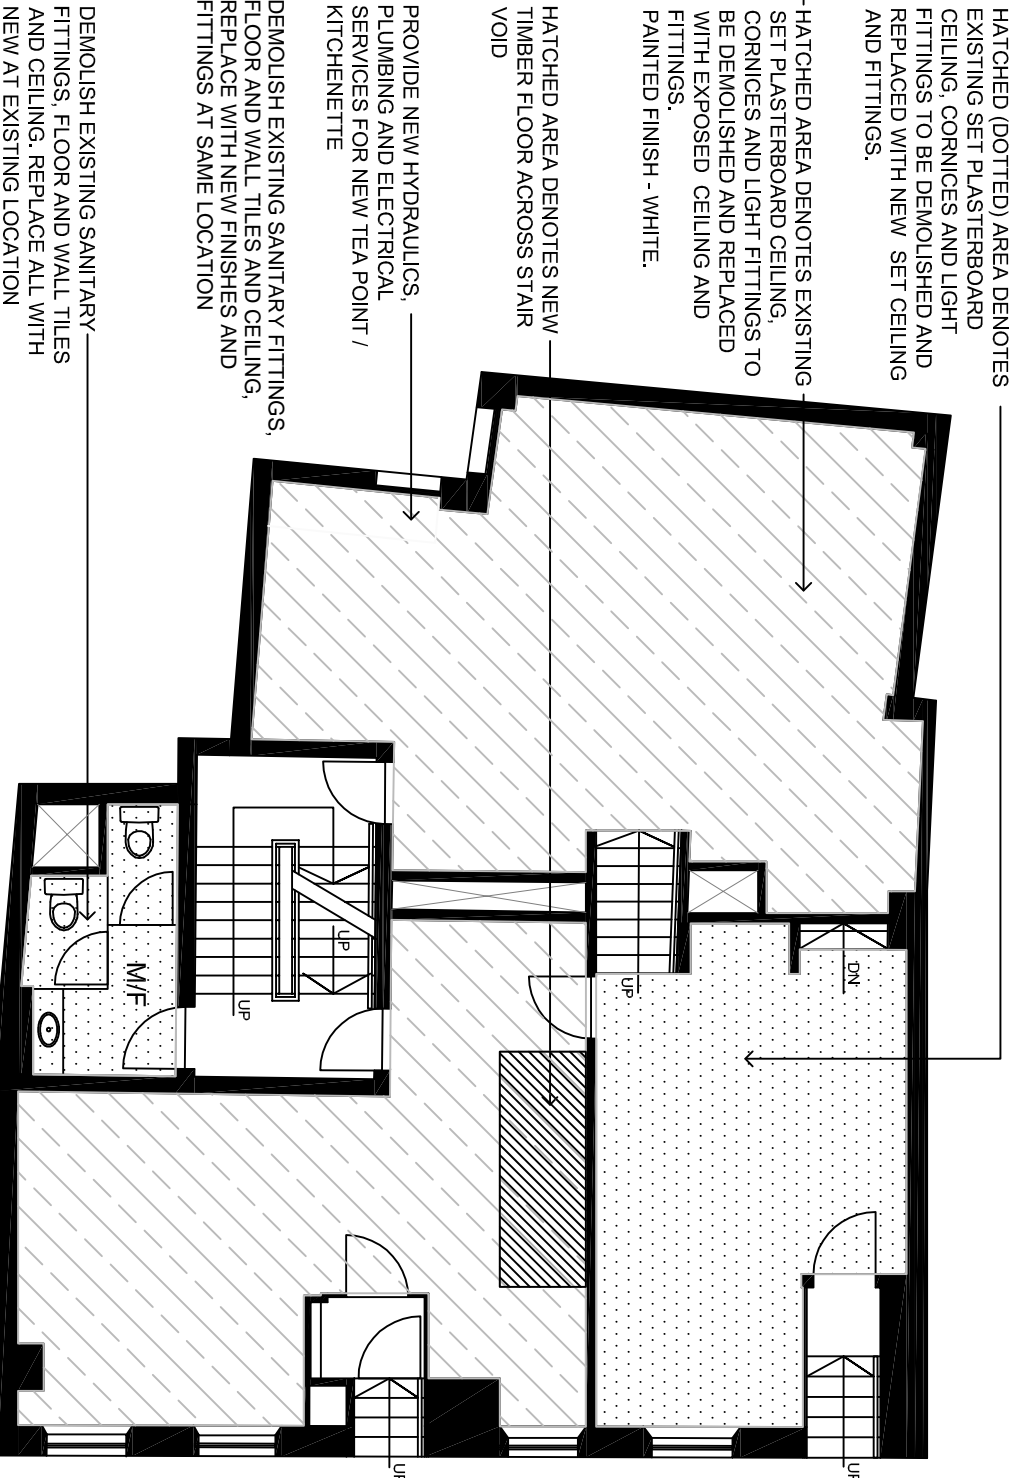 HATCHED (DOTTED) AREA DENOTES
EXISTING SET PLASTERBOARD
CEILING, CORNICES AND LIGHT
FITTINGS TO BE DEMOLISHED AND
REPLACED WITH NEW SET CEILING
AND FITTINGS.
HATCHED AREA DENOTES EXISTING
SET PLASTERBOARD CEILING,
CORNICES AND LIGHT FITTINGS TO
BE DEMOLISHED AND REPLACED
WITH EXPOSED CEILING AND
FITTINGS.
PAINTED FINISH - WHITE.
HATCHED AREA DENOTES NEW
TIMBER FLOOR ACROSS STAIR
VOID
PROVIDE NEW HYDRAULICS,
PLUMBING AND ELECTRICAL
SERVICES FOR NEW TEA POINT /
KITCHENETTE
DEMOLISH EXISTING SANITARY FITTINGS,
FLOOR AND WALL TILES AND CEILING,
REPLACE WITH NEW FINISHES AND
FITTINGS AT SAME LOCATION
DEMOLISH EXISTING SANITARY
FITTINGS, FLOOR AND WALL TILES
AND CEILING. REPLACE ALL WITH
NEW AT EXISTING LOCATION
DN
UP
UP
UP
M/F
UP
UP